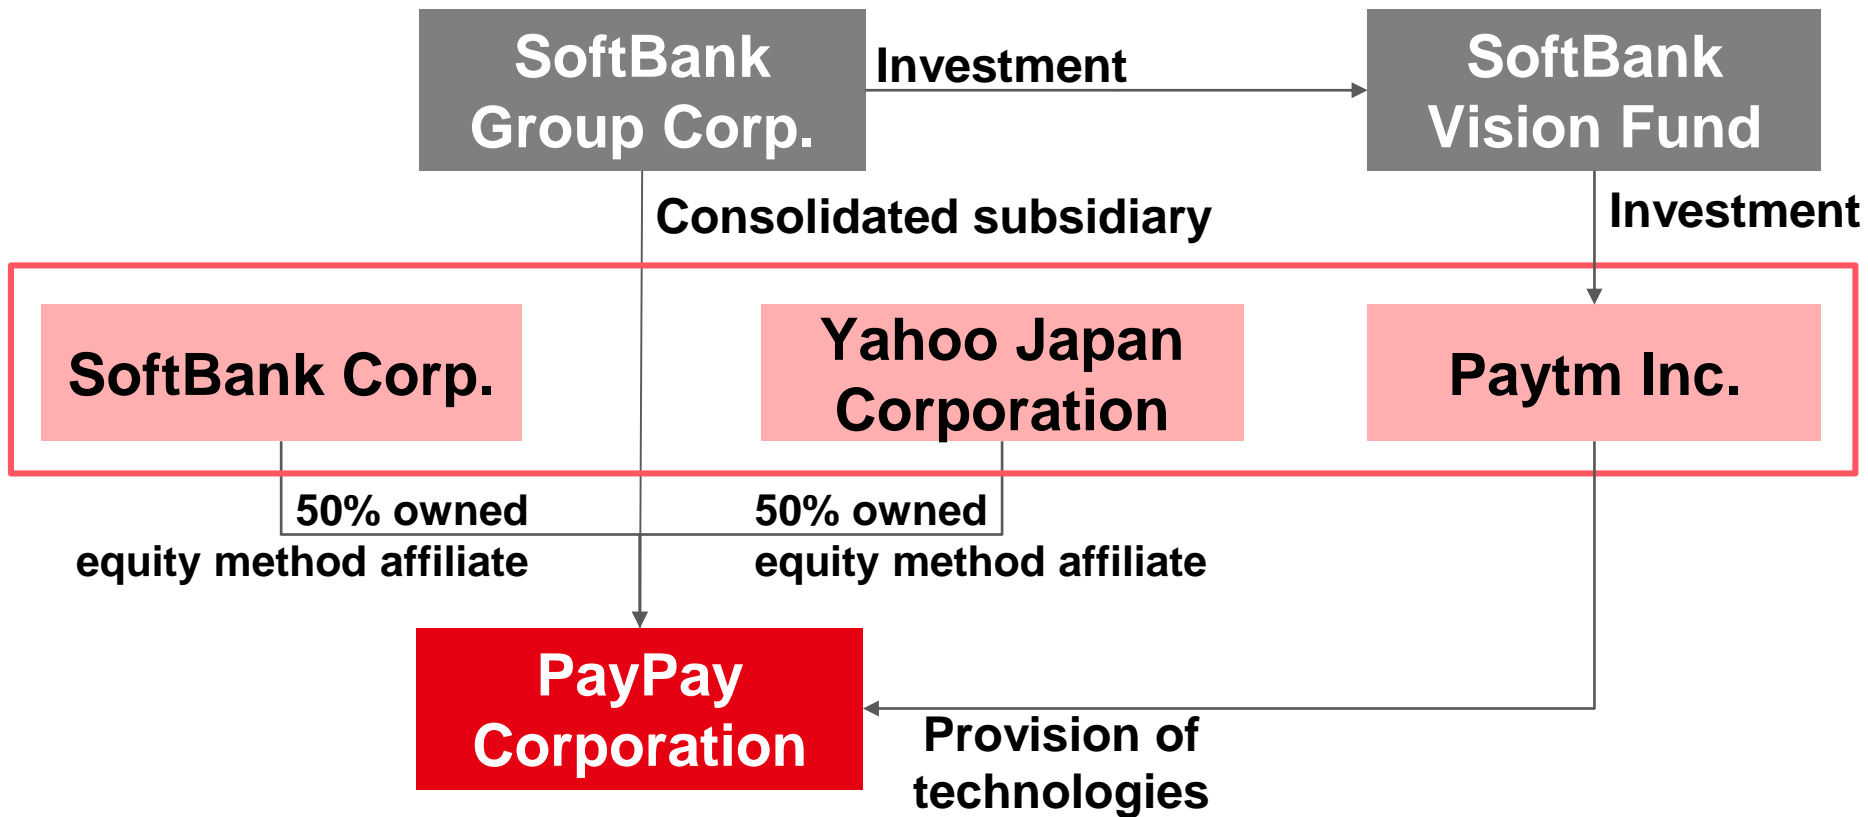 SoftBank
Group Corp.
Investment
SoftBank
Vision Fund
Consolidated subsidiary
Investment
SoftBank Corp.
Yahoo Japan
Corporation
Paytm Inc.
50% owned
equity method affiliate
50% owned
equity method affiliate
PayPay
Corporation
Provision of
technologies